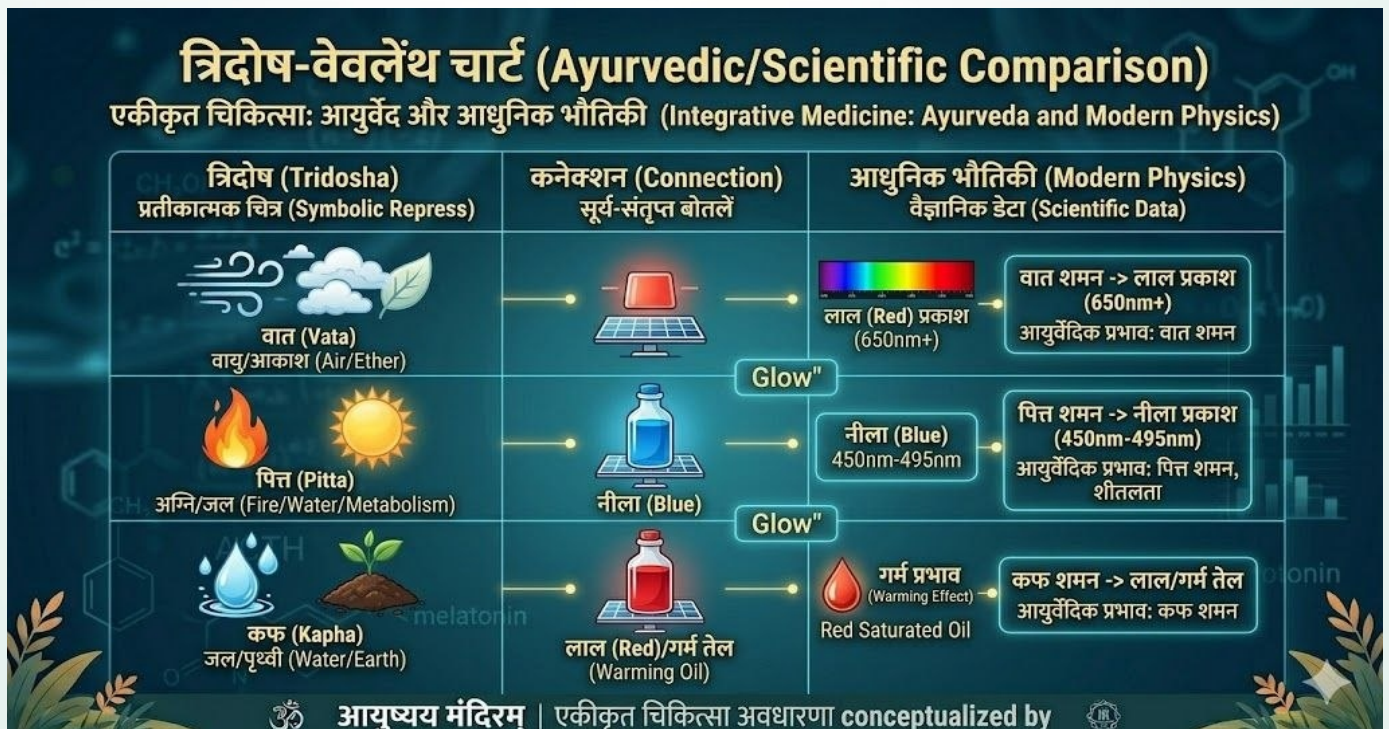 त्रिदोष-वेवलेंथ चार्ट (Ayurvedic/Scientific Comparison)
एकीकृत चिकित्सा: आयुर्वेद और आधुनिक भौतिकी (Integrative Medicine: Ayurveda and Modern Physics)
त्रिदोष (Tridosha)
प्रतीकात्मक चित्र (Symbolic Repress)
कनेक्शन (Connection)
सूर्य-संतृप्त बोतलें
आधुनिक भौतिकी (Modern Physics)
वैज्ञानिक डेटा (Scientific Data)
वात (Vata)
वायु/आकाश (Air/Ether)
लाल (Red) प्रकाश
(650nm+)
वात शमन -> लाल प्रकाश
(650nm+)
आयुर्वेदिक प्रभाव: वात शमन
Glow"
पित्त (Pitta)
अग्नि/जल (Fire/Water/Metabolism)
नीला (Blue)
नीला (Blue)
450nm-495nm
पित्त शमन -> नीला प्रकाश
(450nm-495nm)
आयुर्वेदिक प्रभाव: पित्त शमन,
शीतलता
Glow"
कफ (Kapha)
जल/पृथ्वी (Water/Earth)
लाल (Red)/गर्म तेल
(Warming Oil)
गर्म प्रभाव
(Warming Effect)
Red Saturated Oil
कफ शमन -> लाल/गर्म तेल
आयुर्वेदिक प्रभाव: कफ शमन
melatonin
ॐ आयुष्यय मंदिरम् | एकीकृत चिकित्सा अवधारणा conceptualized by